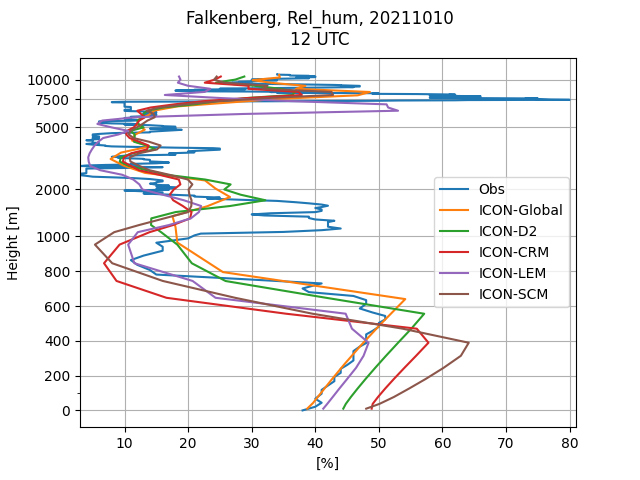 Falkenberg, Rel_hum, 20211010
12 UTC
Height [m]
10000
7500
5000
2000
1000
800
600
400
200
0
Obs
ICON-Global
ICON-D2
ICON-CRM
ICON-LEM
ICON-SCM
10 20 30 40 50 60 70 80
[%]